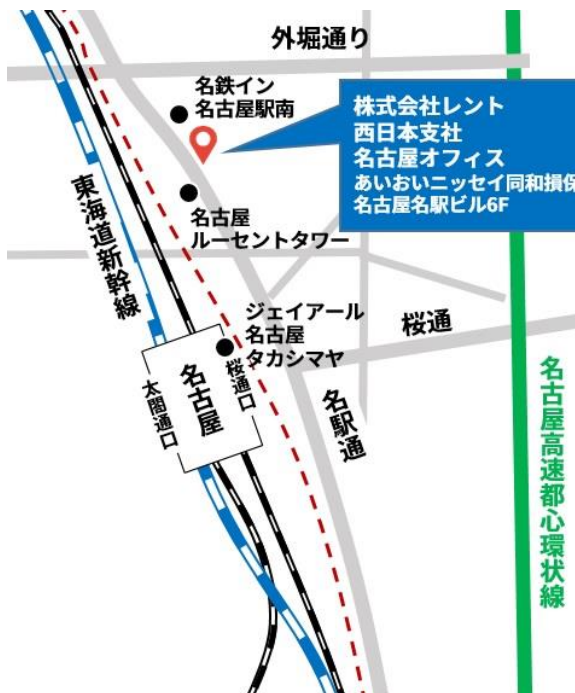 外堀通り
名鉄イン
名古屋駅南
株式会社レント
西日本支社
名古屋オフィス
あいおいニッセイ同和損保
名古屋名駅ビル6F
東海道新幹線
名古屋
ルーセントタワー
ジェイアール
名古屋
タカシマヤ
桜通
名古屋
桜通口
太閤通口
名駅通
名古屋高速都心環状線